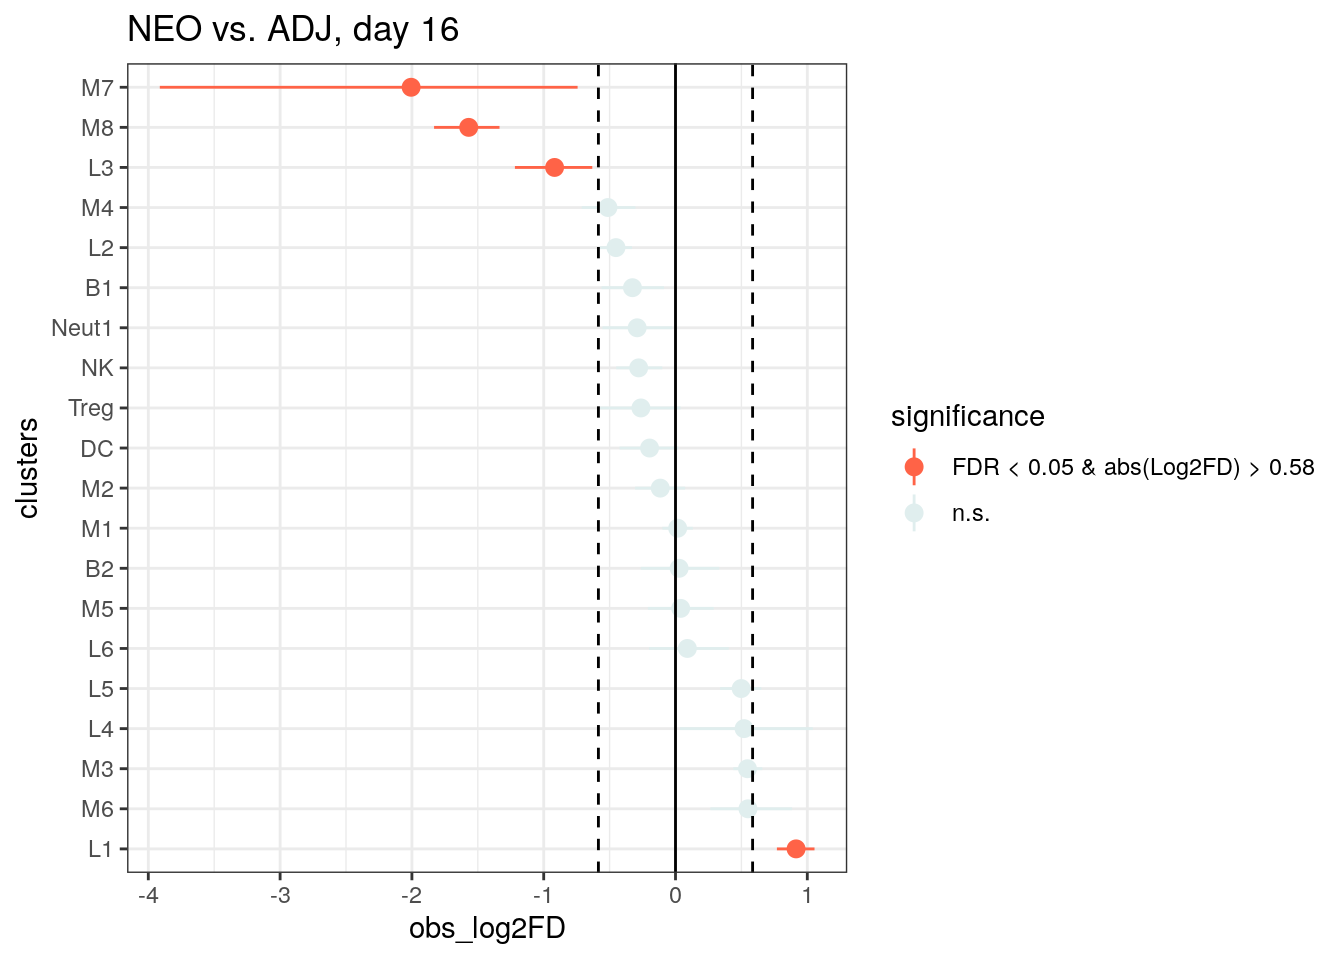 NEO vs. ADJ, day 16
clusters
M7
M8
L3
M4
L2
B1
Neut1
NK
Treg
DC
M2
M1
B2
M5
L6
L5
L4
M3
M6
L1
-4 -3 -2 -1 0 1
obs_log2FD
significance
FDR < 0.05 & abs(Log2FD) > 0.58
n.s.